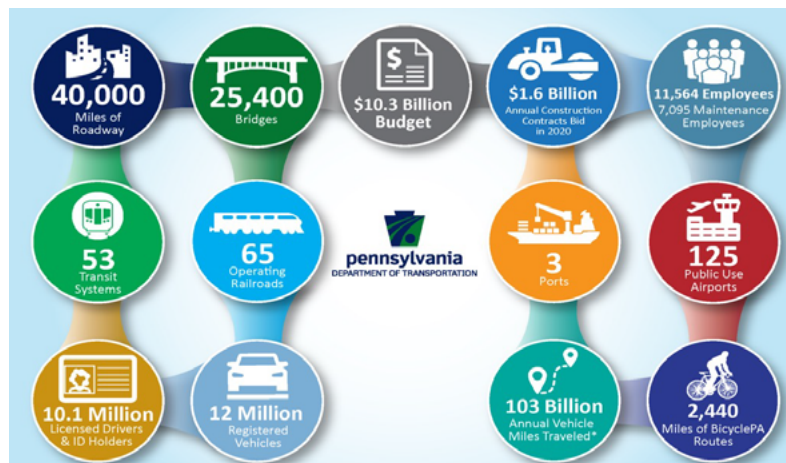 40,000
Miles of
Roadway
25,400
Bridges
$
$10.3 Billion
Budget
$1.6 Billion
Annual Construction
Contracts Bid
in 2020
11,564 Employees
7,095 Maintenance
Employees
53
Transit
Systems
65
Operating
Railroads
pennsylvania
DEPARTMENT OF TRANSPORTATION
3
Ports
125
Public Use
Airports
10.1 Million
Licensed Drivers
& ID Holders
12 Million
Registered
Vehicles
103 Billion
Annual Vehicle
Miles Traveled*
2,440
Miles of BicyclePA
Routes